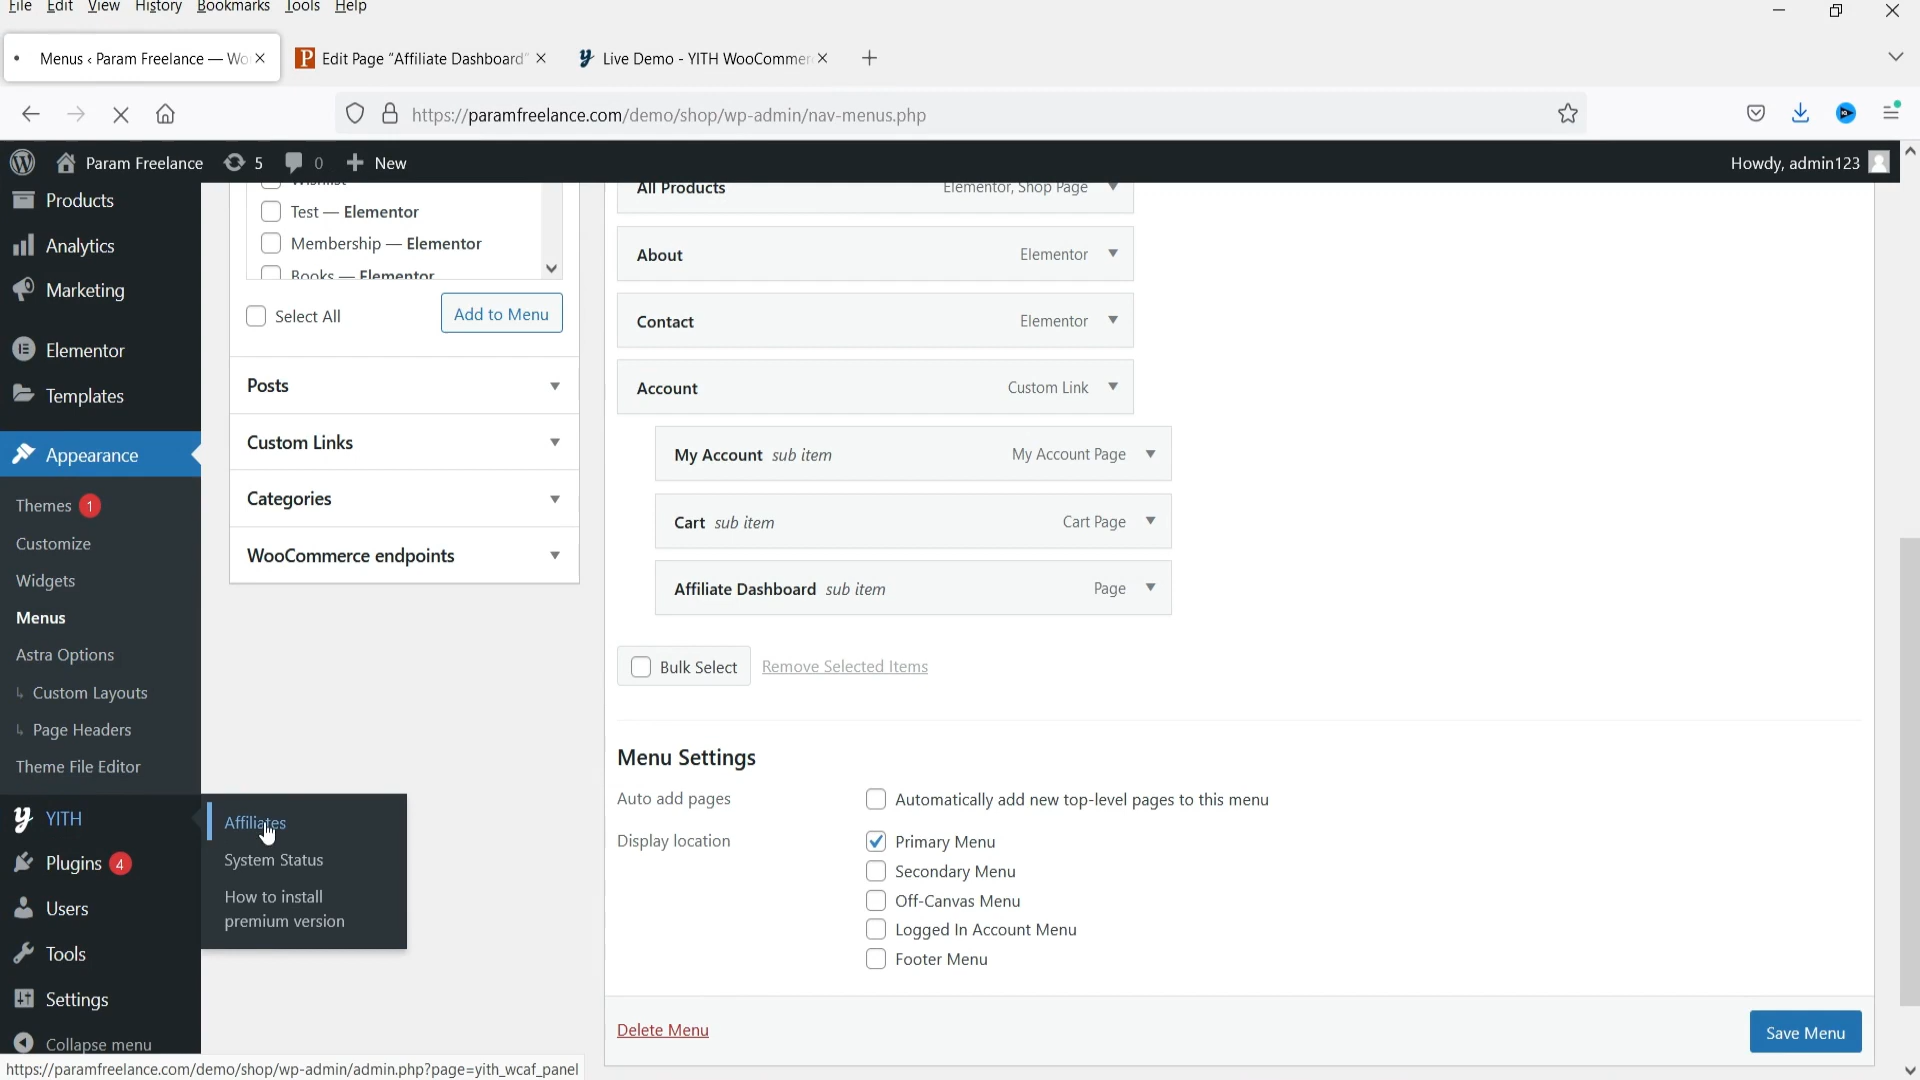 File Edit View History Bookmarks Tools Help
Menus ‹ Param Freelance — Wo
Edit Page “Affiliate Dashboard”
Live Demo - YITH WooCommer
https://paramfreelance.com/demo/shop/wp-admin/nav-menus.php
Param Freelance 5 0 New
Howdy, admin123
Products
Analytics
Marketing
Elementor
Templates
Appearance
Themes 1
Customize
Widgets
Menus
Astra Options
Custom Layouts
Page Headers
Theme File Editor
YITH
Plugins 4
Users
Tools
Settings
Collapse menu
Affiliates
System Status
How to install
premium version
Wishlist
Test — Elementor
Membership — Elementor
Books — Elementor
Select All
Add to Menu
Posts
Custom Links
Categories
WooCommerce endpoints
All Products Elementor, Shop Page
About Elementor
Contact Elementor
Account Custom Link
My Account sub item My Account Page
Cart sub item Cart Page
Affiliate Dashboard sub item Page
Bulk Select Remove Selected Items
Menu Settings
Auto add pages Automatically add new top-level pages to this menu
Display location Primary Menu
Secondary Menu
Off-Canvas Menu
Logged In Account Menu
Footer Menu
Delete Menu
Save Menu
https://paramfreelance.com/demo/shop/wp-admin/admin.php?page=yith_wcaf_panel